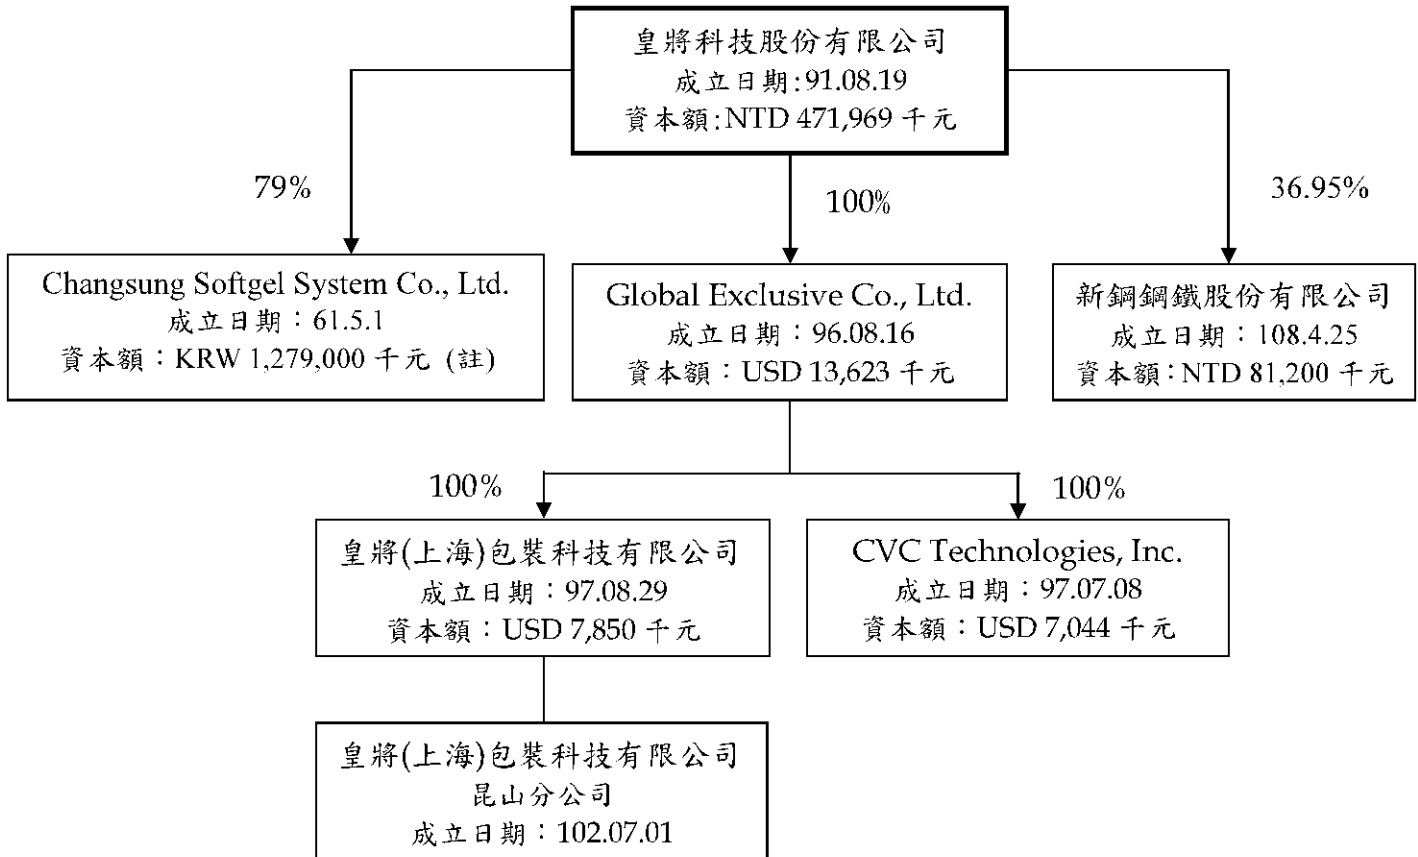 皇將科技股份有限公司
成立日期:91.08.19
資本額:NTD 471,969 千元
79%
100%
36.95%
Changsung Softgel System Co., Ltd.
成立日期：61.5.1
資本額：KRW 1,279,000 千元 (註)
Global Exclusive Co., Ltd.
成立日期：96.08.16
資本額：USD 13,623 千元
新鋼鋼鐵股份有限公司
成立日期：108.4.25
資本額:NTD 81,200 千元
100%
100%
皇將(上海)包裝科技有限公司
成立日期：97.08.29
資本額：USD 7,850 千元
CVC Technologies, Inc.
成立日期：97.07.08
資本額：USD 7,044 千元
皇將(上海)包裝科技有限公司
昆山分公司
成立日期：102.07.01